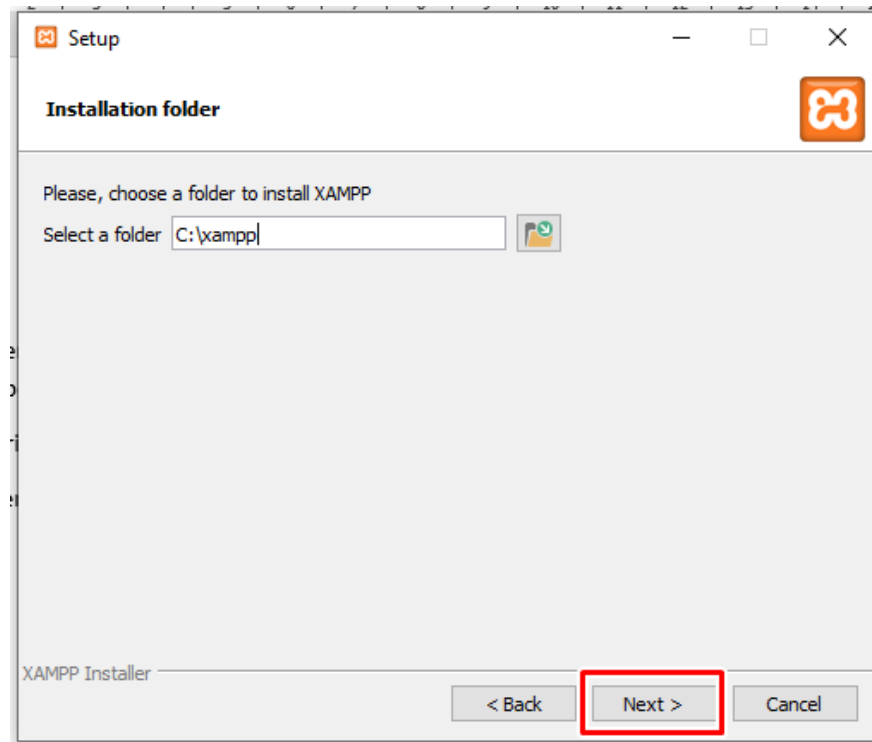 Setup
Installation folder
Please, choose a folder to install XAMPP
Select a folder C:\xampp
XAMPP Installer
< Back Next > Cancel